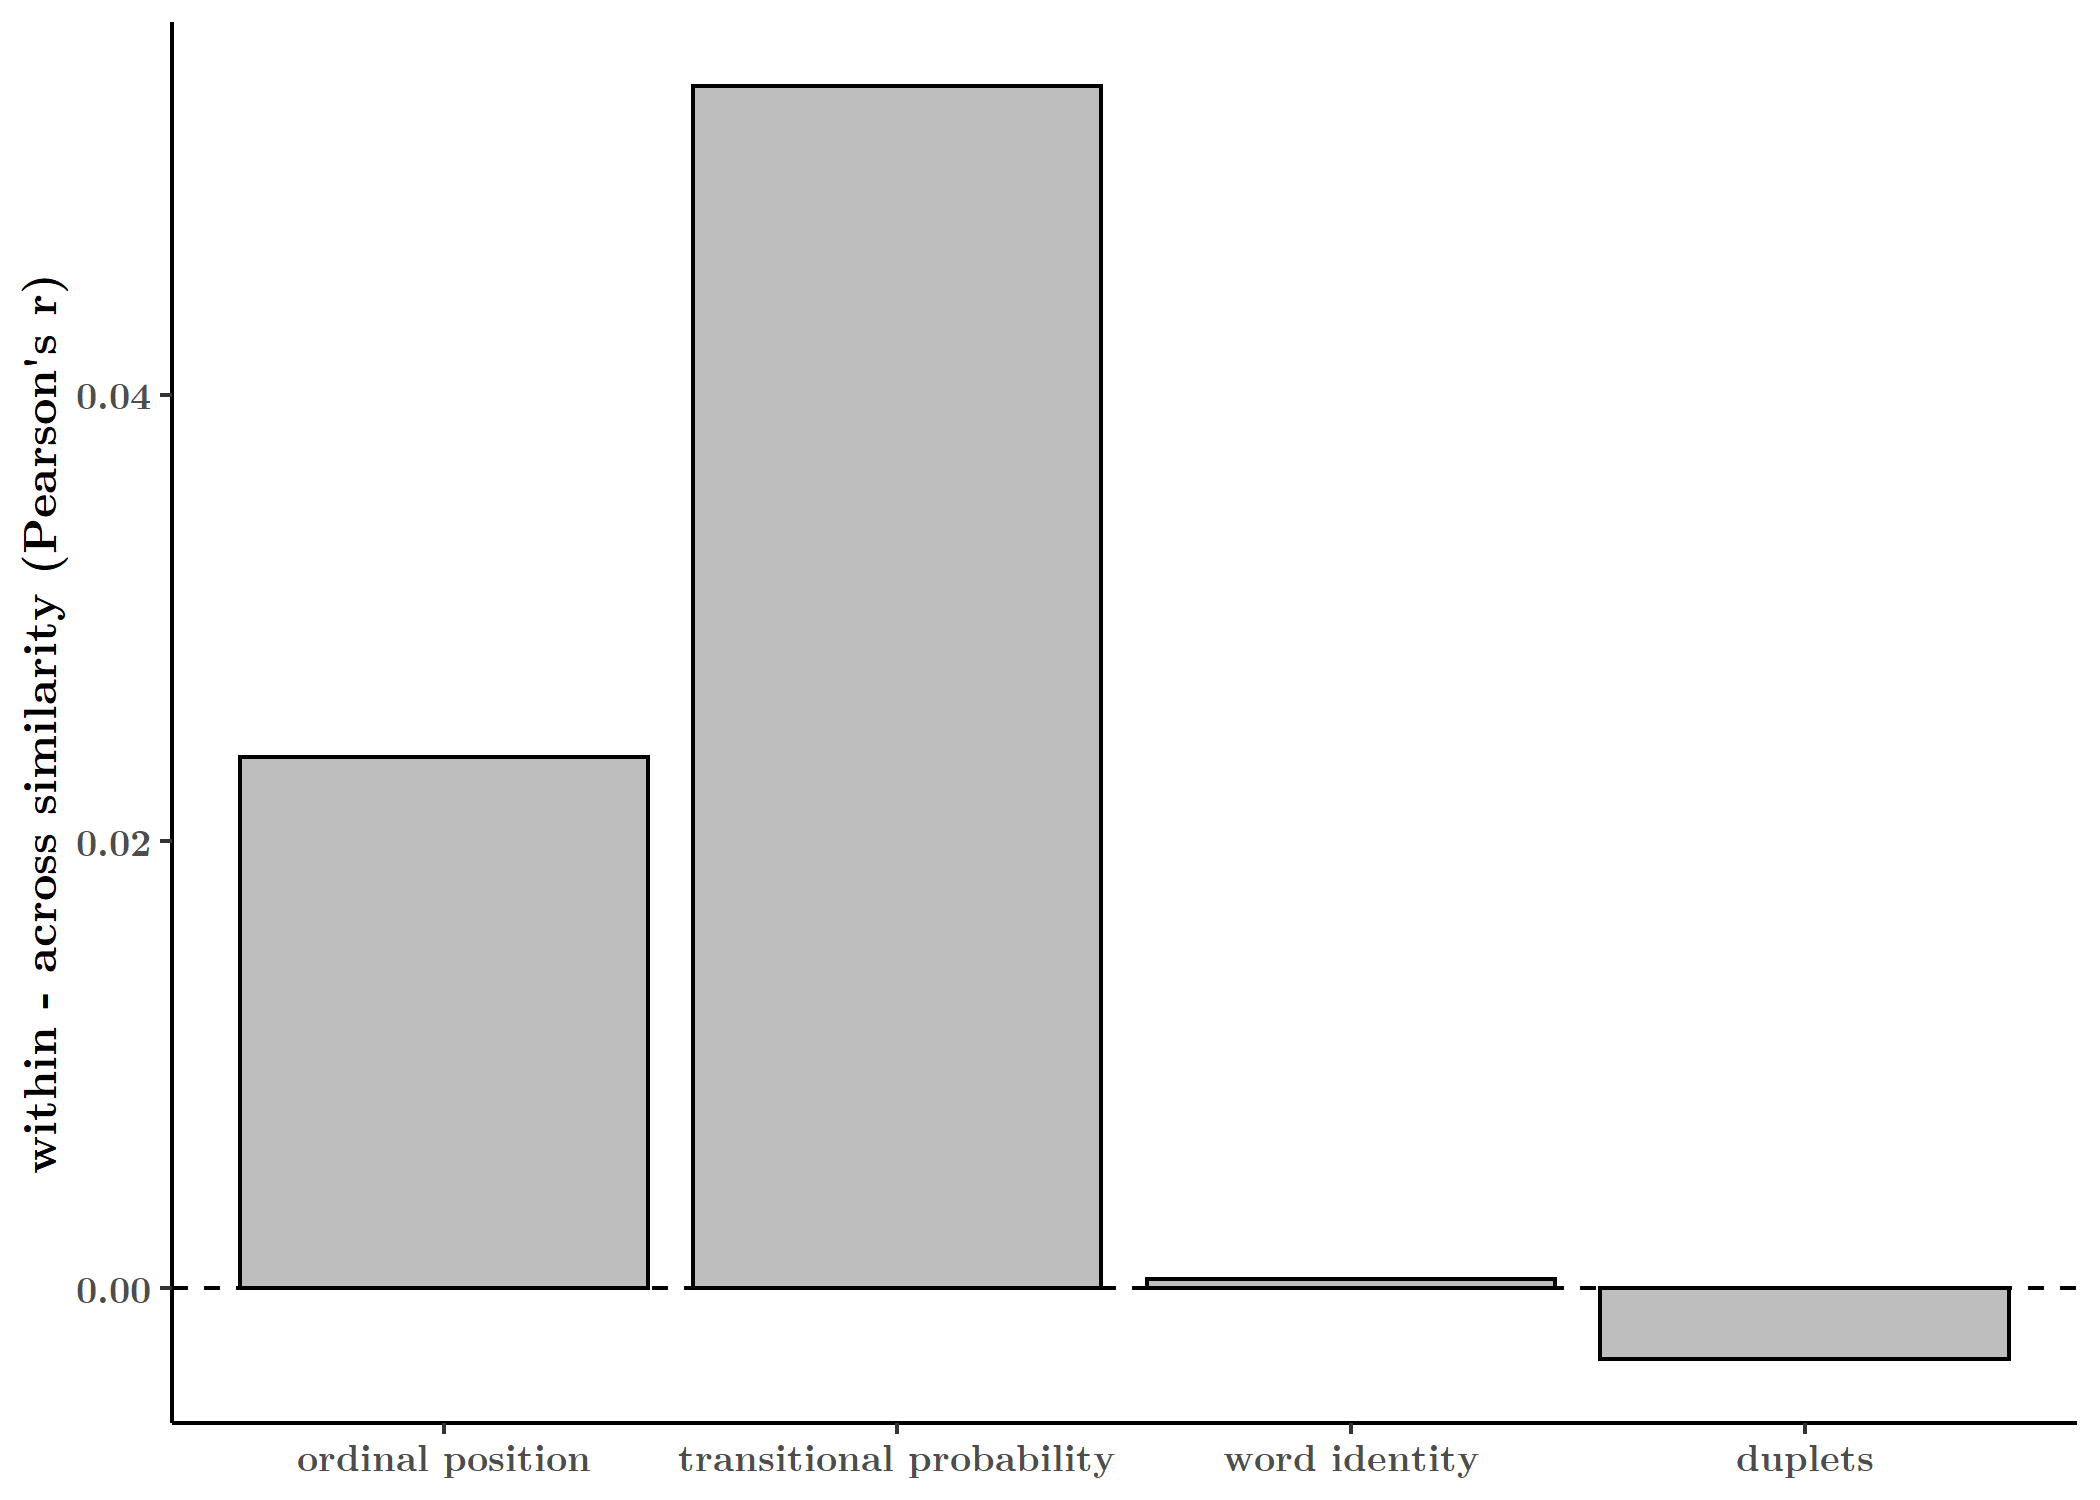 within - across similarity (Pearson's r)
0.04
0.02
0.00
ordinal position
transitional probability
word identity
duplets